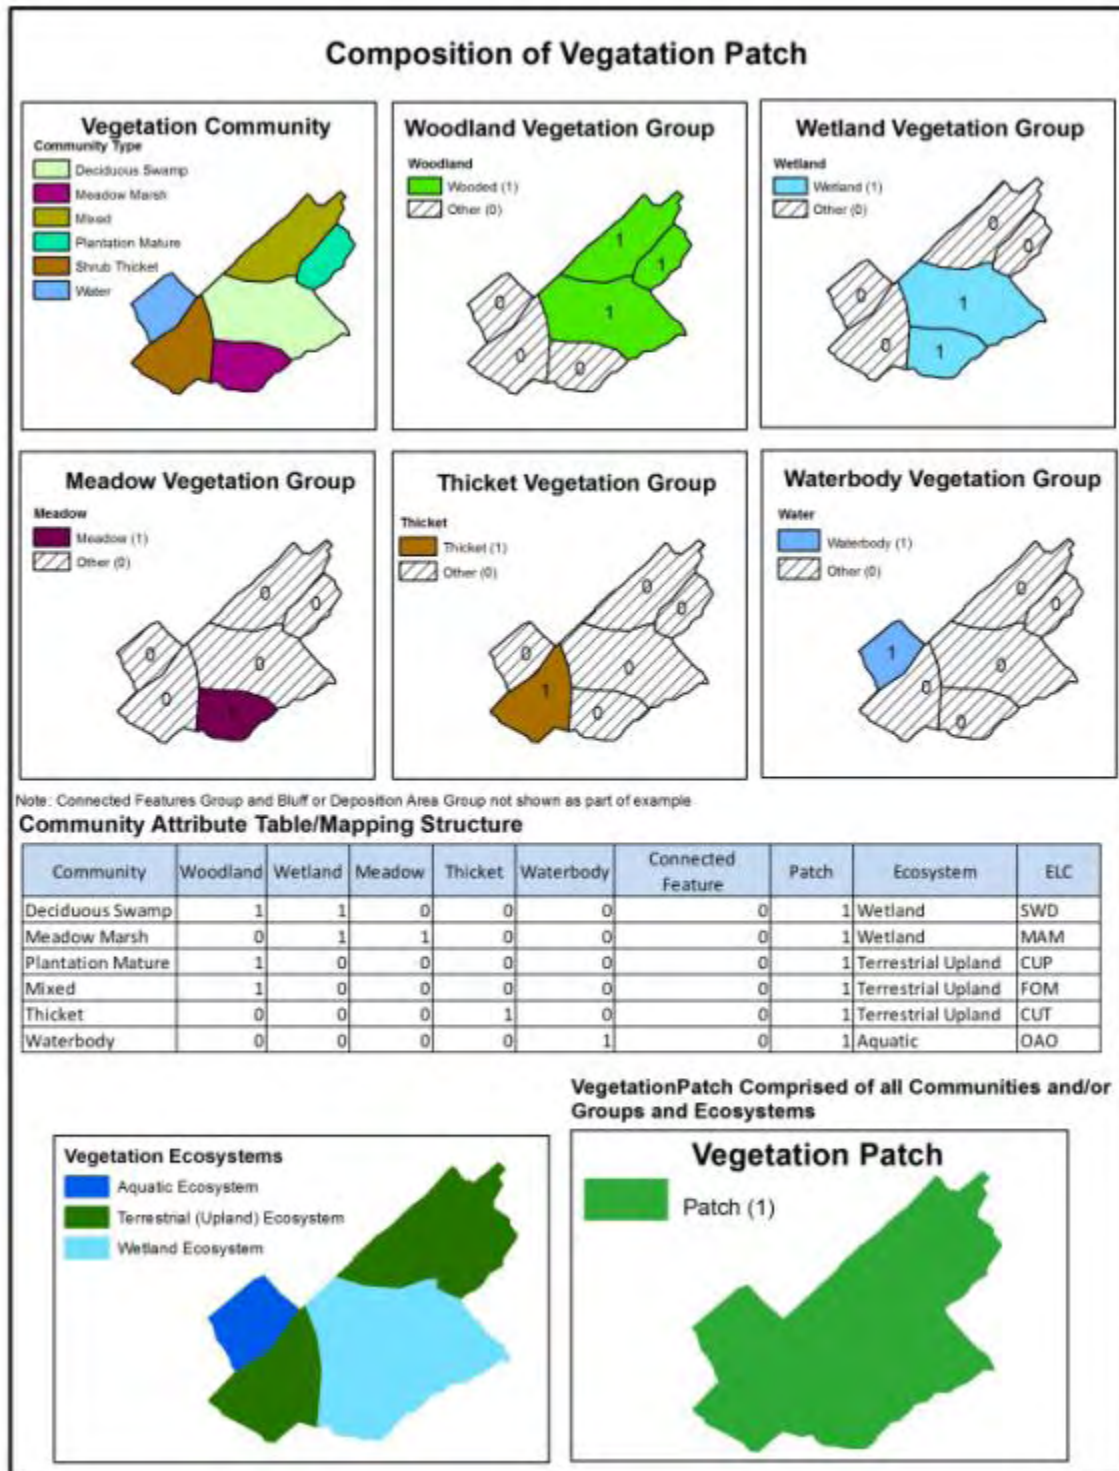 Composition of Vegatation Patch
Vegetation Community
Community Type
Deciduous Swamp
Meadow Marsh
Mixed
Plantation Mature
Shrub Thicket
Water
Woodland Vegetation Group
Woodland
Wooded (1)
Other (0)
1
1
1
0
0
0
Wetland Vegetation Group
Wetland
Wetland (1)
Other (0)
0
0
0
1
0
1
Meadow Vegetation Group
Meadow
Meadow (1)
Other (0)
0
0
0
0
0
Thicket Vegetation Group
Thicket
Thicket (1)
Other (0)
0
0
0
0
1
0
Waterbody Vegetation Group
Water
Waterbody (1)
Other (0)
0
0
1
0
0
0
Note: Connected Features Group and Bluff or Deposition Area Group not shown as part of example
Community Attribute Table/Mapping Structure
Community Woodland Wetland Meadow Thicket Waterbody Connected Feature Patch Ecosystem ELC
Deciduous Swamp 1 1 0 0 0 0 1 Wetland SWD
Meadow Marsh 0 1 1 0 0 0 1 Wetland MAM
Plantation Mature 1 0 0 0 0 0 1 Terrestrial Upland CUP
Mixed 1 0 0 0 0 0 1 Terrestrial Upland FOM
Thicket 0 0 0 1 0 0 1 Terrestrial Upland CUT
Waterbody 0 0 0 0 1 0 1 Aquatic OAO
Vegetation Ecosystems
Aquatic Ecosystem
Terrestrial (Upland) Ecosystem
Wetland Ecosystem
VegetationPatch Comprised of all Communities and/or
Groups and Ecosystems
Vegetation Patch
Patch (1)